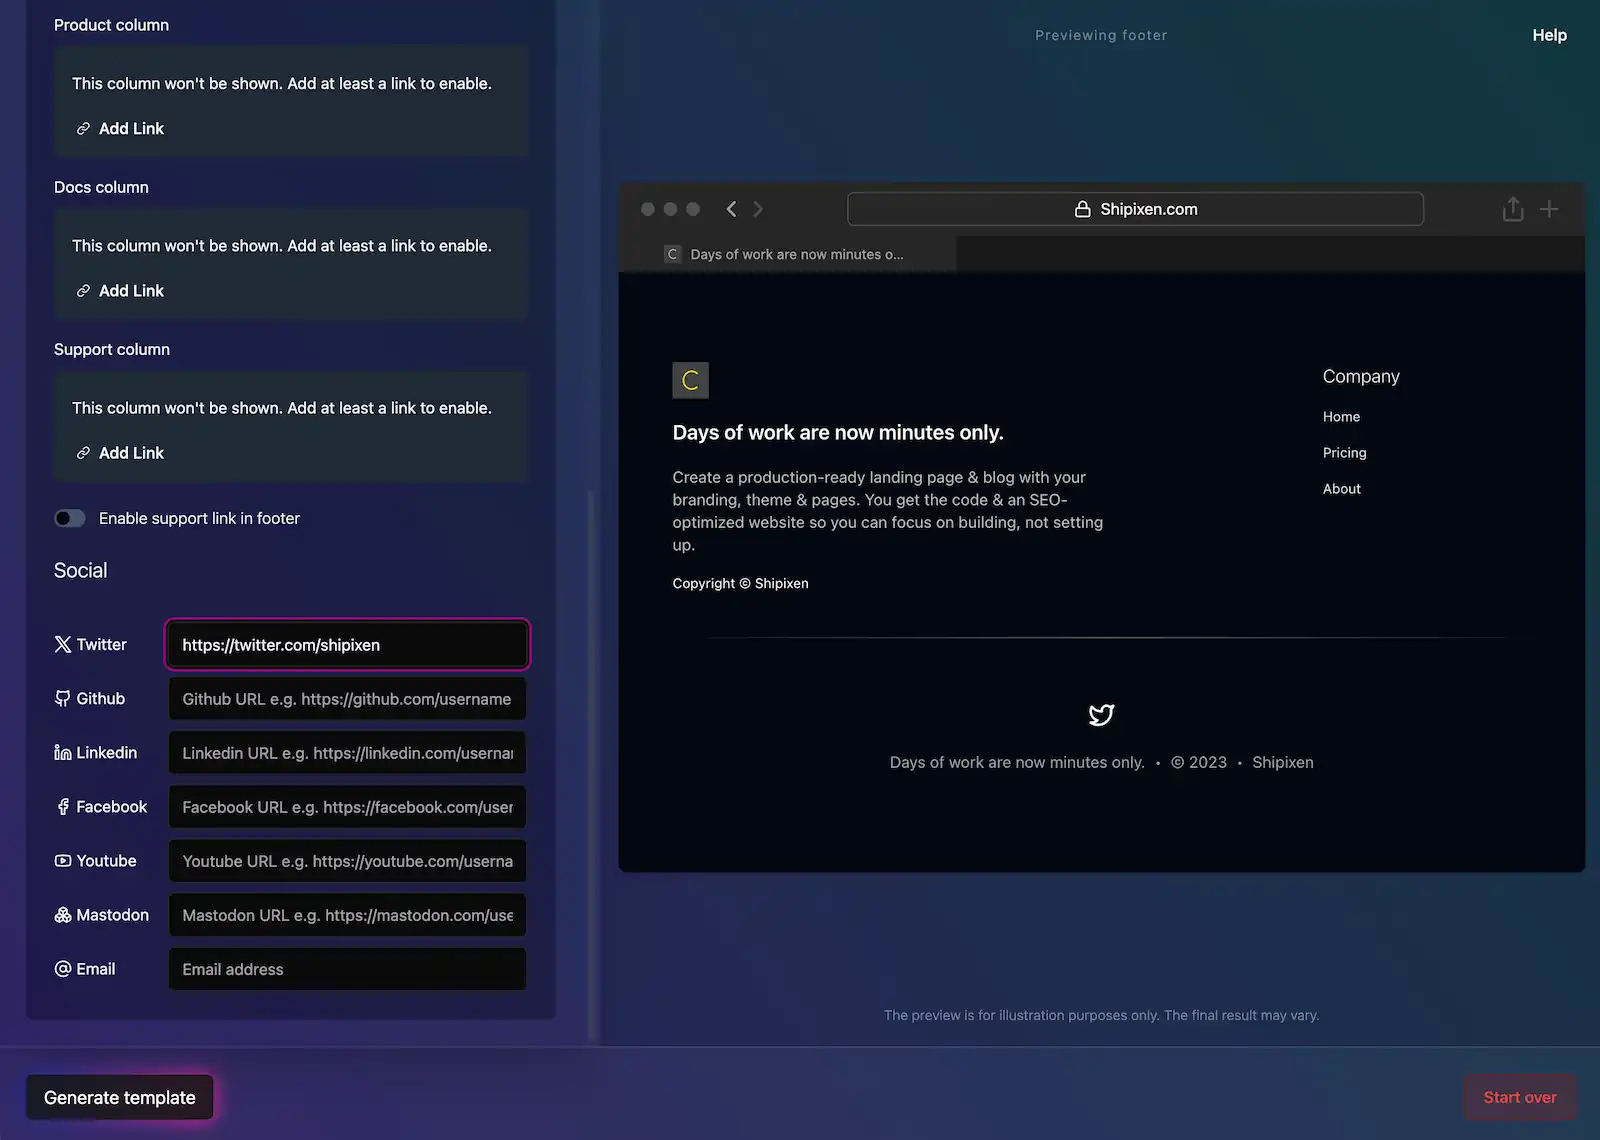 Product column
This column won't be shown. Add at least a link to enable.
Add Link
Docs column
This column won't be shown. Add at least a link to enable.
Add Link
Support column
This column won't be shown. Add at least a link to enable.
Add Link
Enable support link in footer
Social
Twitter
https://twitter.com/shipixen
Github
Github URL e.g. https://github.com/username
Linkedin
Linkedin URL e.g. https://linkedin.com/userna
Facebook
Facebook URL e.g. https://facebook.com/user
Youtube
Youtube URL e.g. https://youtube.com/userna
Mastodon
Mastodon URL e.g. https://mastodon.com/use
Email
Email address
Generate template
Previewing footer
Help
Shipixen.com
C Days of work are now minutes o...
C
Days of work are now minutes only.
Create a production-ready landing page & blog with your
branding, theme & pages. You get the code & an SEO-
optimized website so you can focus on building, not setting
up.
Copyright © Shipixen
Company
Home
Pricing
About
Days of work are now minutes only. • © 2023 • Shipixen
The preview is for illustration purposes only. The final result may vary.
Start over